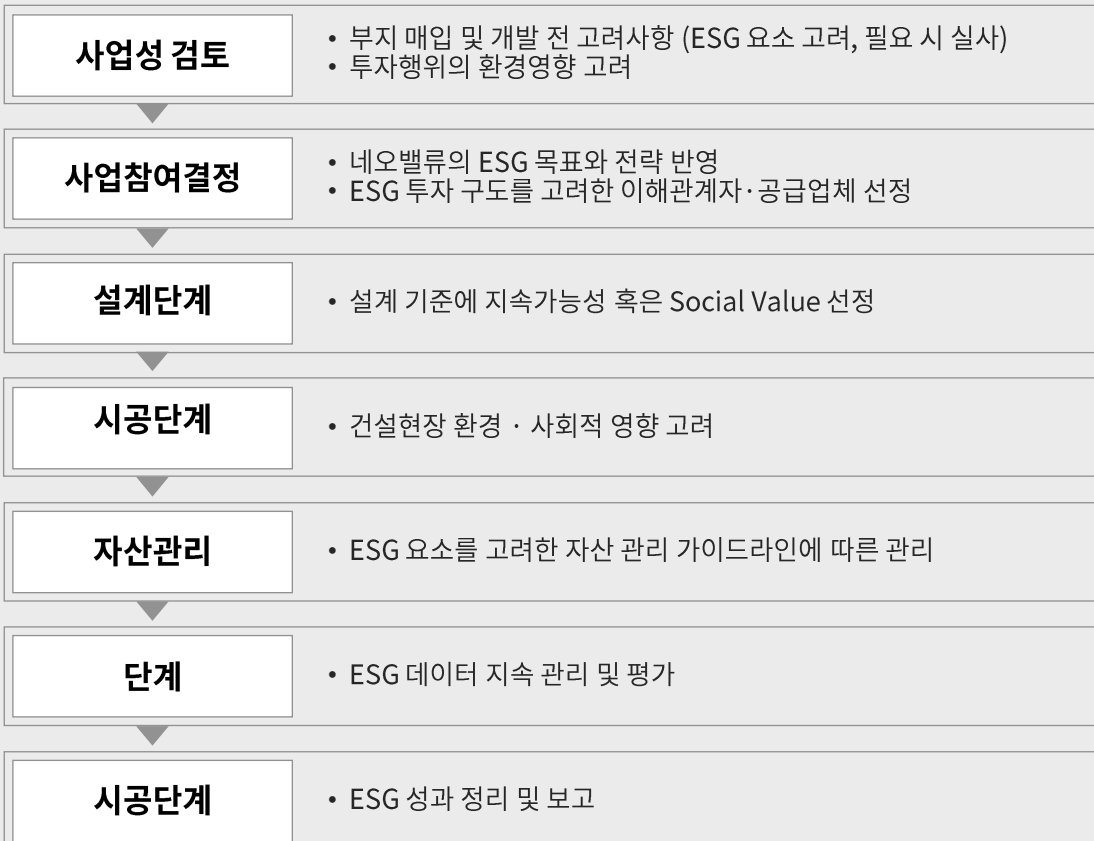 사업성 검토
• 부지 매입 및 개발 전 고려사항 (ESG 요소 고려, 필요 시 실사)
• 투자행위의 환경영향 고려
사업참여결정
• 네오밸류의 ESG 목표와 전략 반영
• ESG 투자 구도를 고려한 이해관계자·공급업체 선정
설계단계
• 설계 기준에 지속가능성 혹은 Social Value 선정
시공단계
• 건설현장 환경 · 사회적 영향 고려
자산관리
• ESG 요소를 고려한 자산 관리 가이드라인에 따른 관리
단계
• ESG 데이터 지속 관리 및 평가
시공단계
• ESG 성과 정리 및 보고